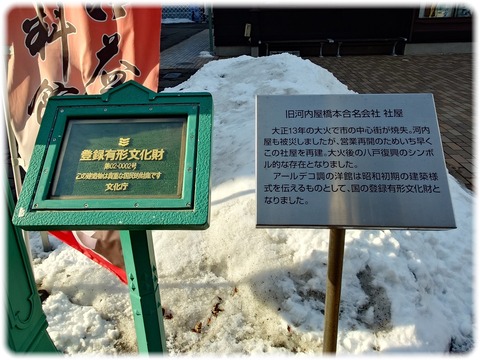 登録有形文化財
第02-0002号
この建造物は貴重な国民的財産です
文化庁
旧河内屋橋本合名会社 社屋
大正13年の大火で市の中心街が焼失。河内
屋も被災しましたが、営業再開のためいち早く
この社屋を再建。大火後の八戸復興のシンボ
ル的な存在となりました。
アールデコ調の洋館は昭和初期の建築様
式を伝えるものとして、国の登録有形文化財と
なりました。